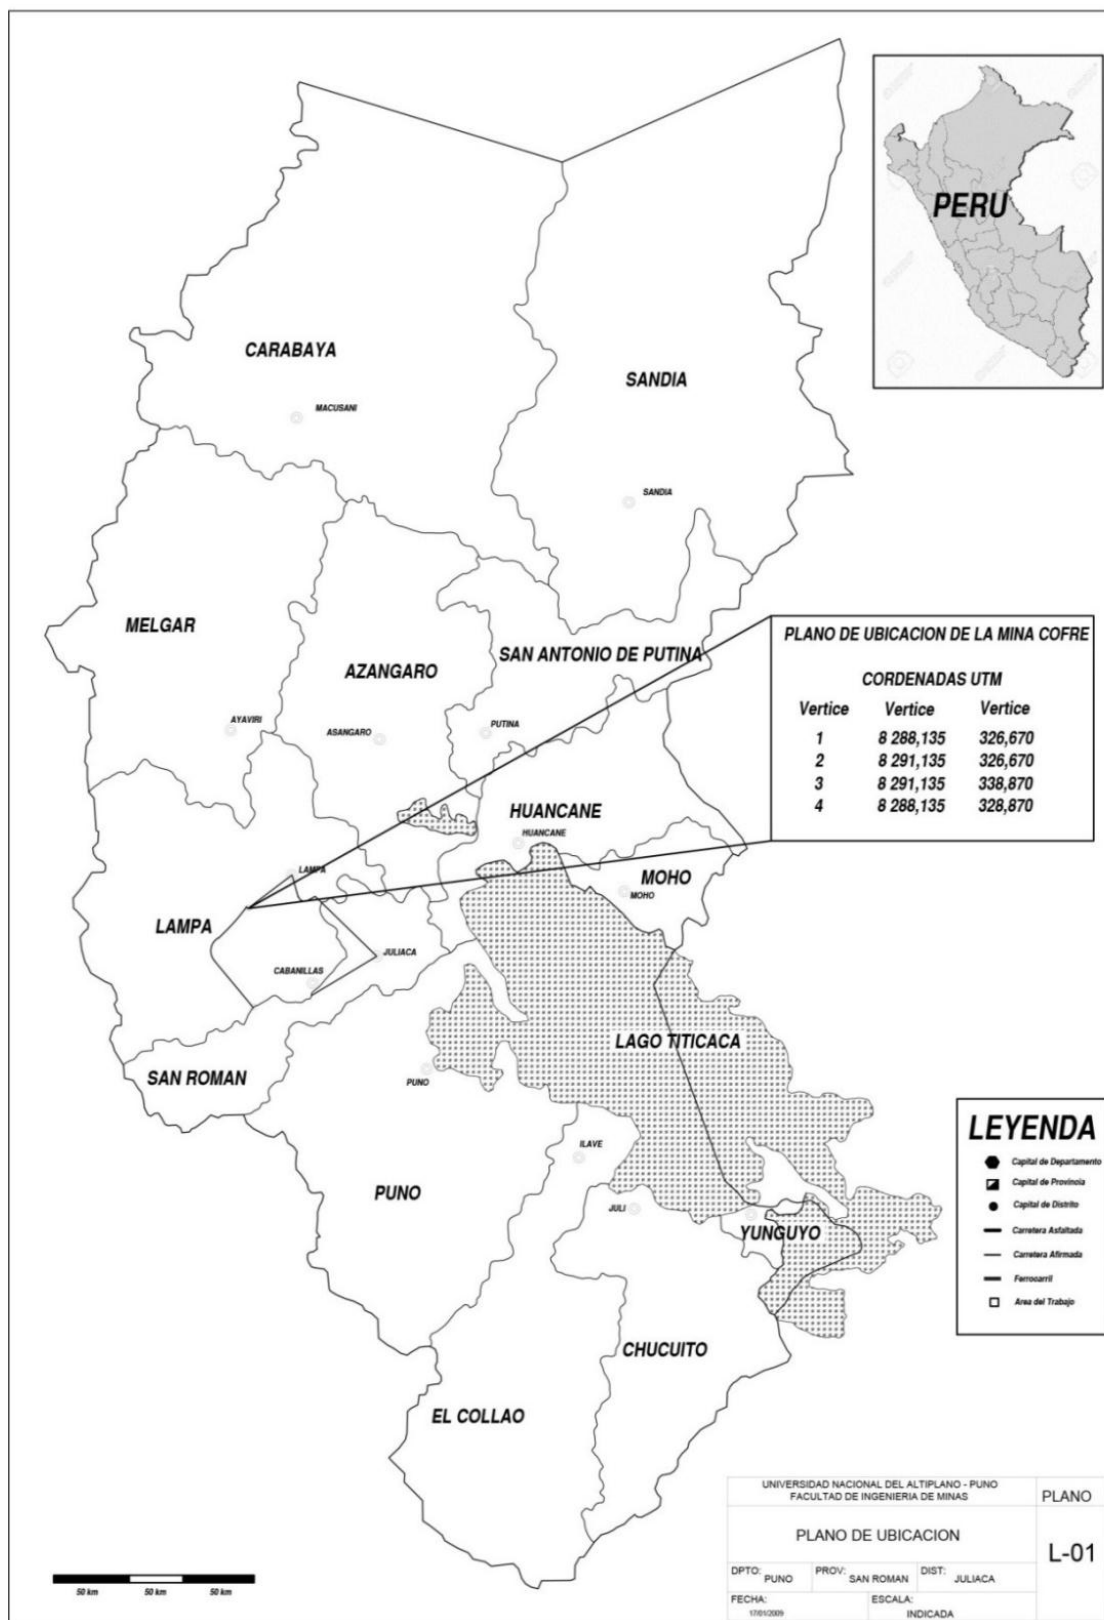 PERU
CARABAYA
MACUSANI
SANDIA
SANDIA
MELGAR
AZANGARO
SAN ANTONIO DE PUTINA
AYAVIRI
ASANGARO
PUTINA
PLANO DE UBICACION DE LA MINA COFRE
CORDENADAS UTM
Vertice Vertice Vertice
1 8 288,135 326,670
2 8 291,135 326,670
3 8 291,135 338,870
4 8 288,135 328,870
HUANCANE
HUANCANE
LAMPA
MOHO
MOHO
LAMPA
JULIACA
CABANILLAS
LAGO TITICACA
SAN ROMAN
PUNO
ILAVE
PUNO
JULI
YUNGUYO
CHUCUITO
EL COLLAO
LEYENDA
Capital de Departamento
Capital de Provincia
Capital de Distrito
Carretera Asfaltada
Carretera Afirmada
Ferrocarril
Area del Trabajo
50 km 50 km 50 km
UNIVERSIDAD NACIONAL DEL ALTIPLANO - PUNO
FACULTAD DE INGENIERIA DE MINAS
PLANO
PLANO DE UBICACION
L-01
DPTO: PUNO PROV: SAN ROMAN DIST: JULIACA
FECHA: 17/01/2009 ESCALA: INDICADA